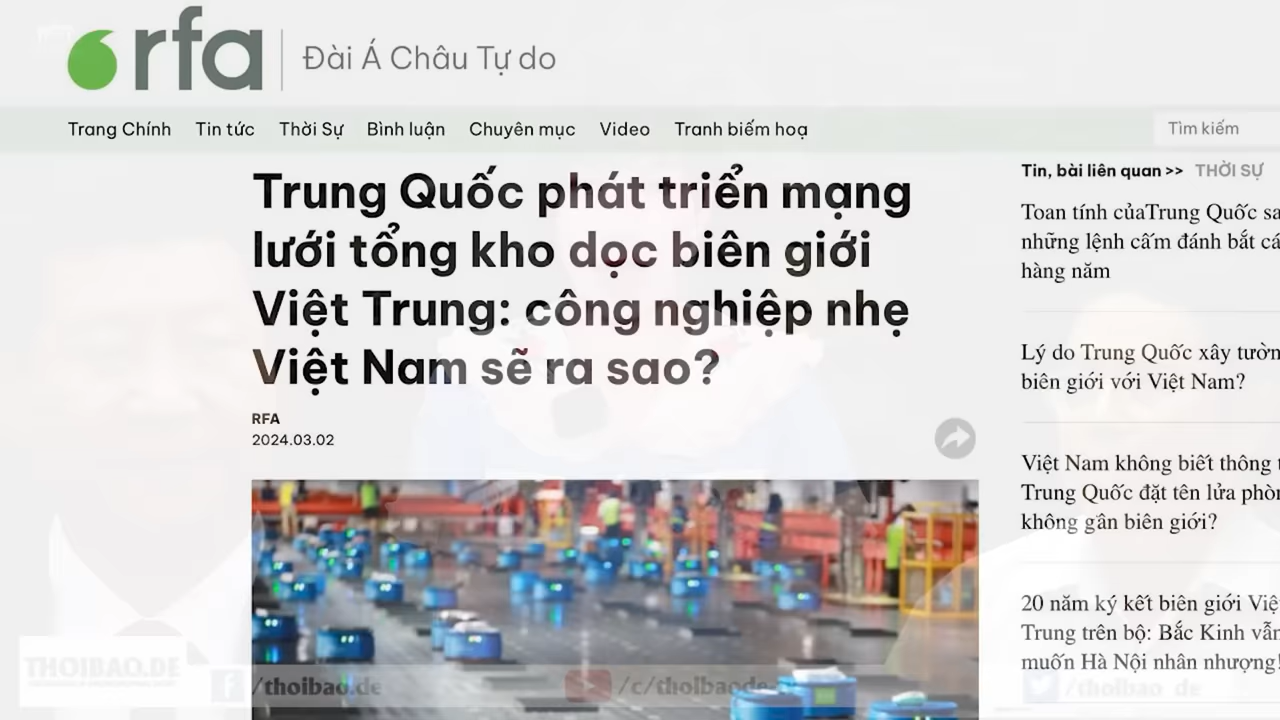 rfa
Đài Á Châu Tự do
Trang Chính Tin tức Thời Sự Bình luận Chuyên mục Video Tranh biếm hoạ
Tìm kiếm
Trung Quốc phát triển mạng
lưới tổng kho dọc biên giới
Việt Trung: công nghiệp nhẹ
Việt Nam sẽ ra sao?
RFA
2024.03.02
Tin, bài liên quan >> THỜI SỰ
Toan tính củaTrung Quốc
những lệnh cấm đánh bắt
hàng năm
Lý do Trung Quốc xây
biên giới với Việt Nam?
Việt Nam không biết thông
Trung Quốc đặt tên lửa
không gân biên giới?
20 năm ký kết biên giới
Trung trên bộ: Bắc Kinh
muốn Hà Nội nhân nhượng!
THOIBAO.DE
/thoibao.de
/c/thoibaode
/thoibao_de